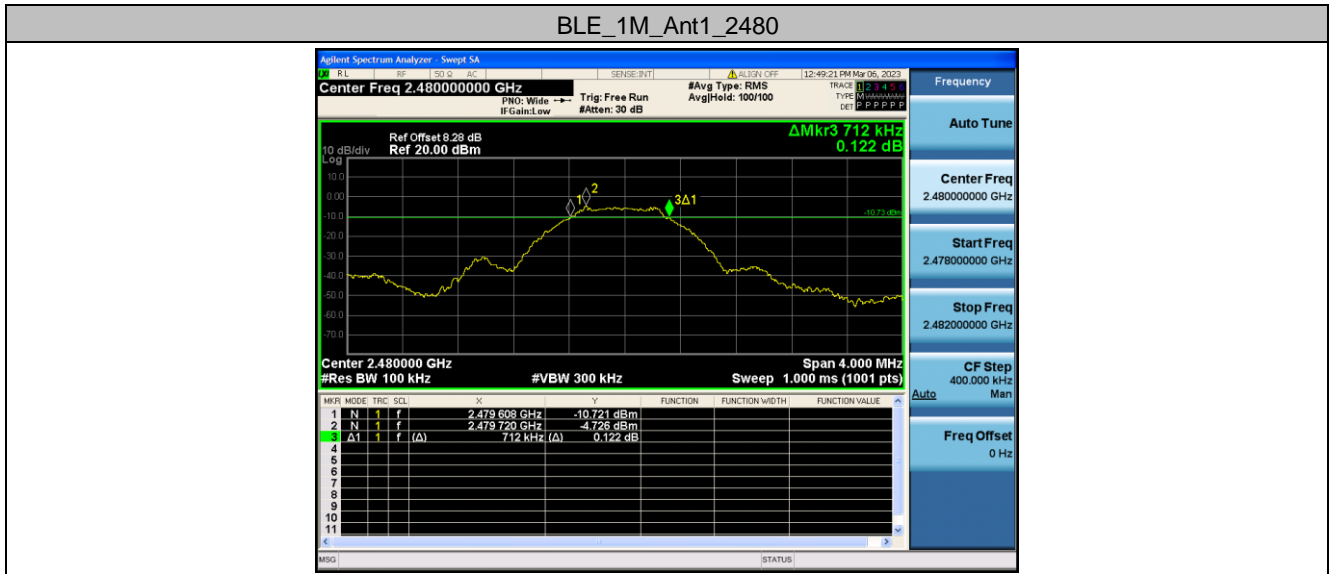 BLE_1M_Ant1_2480
Agilent Spectrum Analyzer - Swept SA
RL RF 50 Ω AC SENSE:INT ALIGN OFF 12:49:21 PM Mar 06, 2023
Center Freq 2.480000000 GHz #Avg Type: RMS TRACE 1 2 3 4 5 6
PNO: Wide Trig: Free Run Avg|Hold: 100/100 TYPE M
IFGain:Low #Atten: 30 dB DET P P P P P P
ΔMkr3 712 kHz
0.122 dB
Ref Offset 8.28 dB
10 dB/div Ref 20.00 dBm
Log
10.0
0.00
-10.0
-20.0
-30.0
-40.0
-50.0
-60.0
-70.0
1
2
3Δ1
-10.73 dBm
Center 2.480000 GHz Span 4.000 MHz
#Res BW 100 kHz #VBW 300 kHz Sweep 1.000 ms (1001 pts)
MKR MODE TRC SCL X Y FUNCTION FUNCTION WIDTH FUNCTION VALUE
1 N 1 f 2.479 608 GHz -10.721 dBm
2 N 1 f 2.479 720 GHz -4.726 dBm
3 Δ1 1 f (Δ) 712 kHz (Δ) 0.122 dB
4
5
6
7
8
9
10
11
MSG STATUS
Frequency
Auto Tune
Center Freq
2.480000000 GHz
Start Freq
2.478000000 GHz
Stop Freq
2.482000000 GHz
CF Step
400.000 kHz
Auto Man
Freq Offset
0 Hz